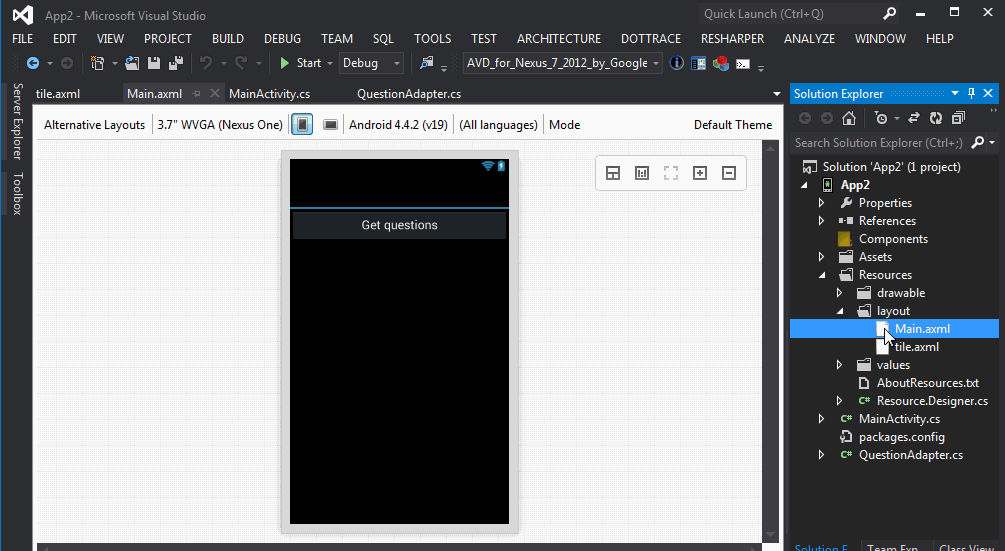 App2 - Microsoft Visual Studio
Quick Launch (Ctrl+Q)
FILE EDIT VIEW PROJECT BUILD DEBUG TEAM SQL TOOLS TEST ARCHITECTURE DOTTRACE RESHARPER ANALYZE WINDOW HELP
Start Debug AVD_for_Nexus_7_2012_by_Google
Server Explorer
Toolbox
tile.axml Main.axml MainActivity.cs QuestionAdapter.cs
Alternative Layouts 3.7" WVGA (Nexus One) Android 4.4.2 (v19) (All languages) Mode Default Theme
Get questions
Solution Explorer
Search Solution Explorer (Ctrl+;)
Solution 'App2' (1 project)
App2
Properties
References
Components
Assets
Resources
drawable
layout
Main.axml
tile.axml
values
AboutResources.txt
Resource.Designer.cs
MainActivity.cs
packages.config
QuestionAdapter.cs
Solution E... Team Exp... Class View